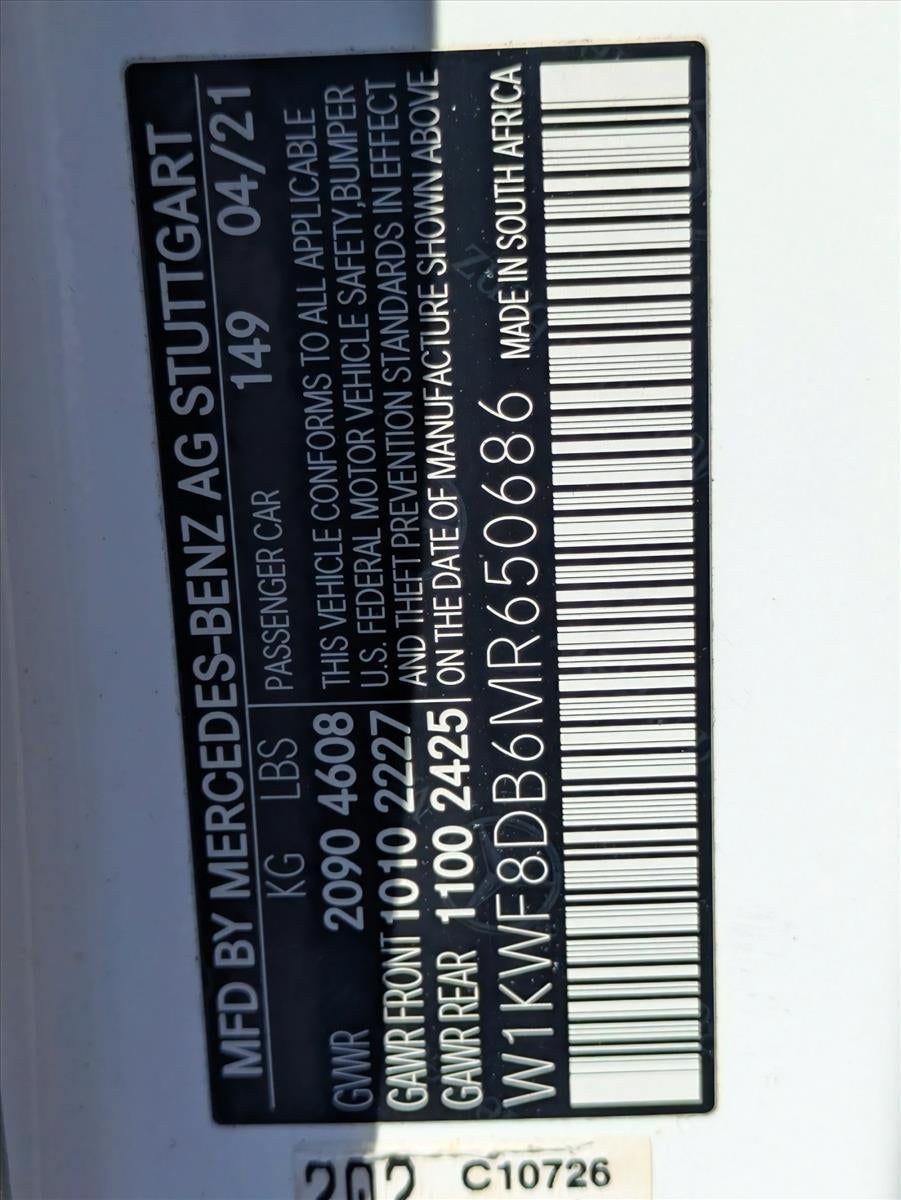 MFD BY MERCEDES-BENZ AG STUTTGART
KG LBS PASSENGER CAR 149 04/21
GVWR 2090 4608 THIS VEHICLE CONFORMS TO ALL APPLICABLE
U.S. FEDERAL MOTOR VEHICLE SAFETY,BUMPER
GAWR FRONT 1010 2227 AND THEFT PREVENTION STANDARDS IN EFFECT
GAWR REAR 1100 2425 ON THE DATE OF MANUFACTURE SHOWN ABOVE
W1KWF8DB6MR650686 MADE IN SOUTH AFRICA
202 C10726